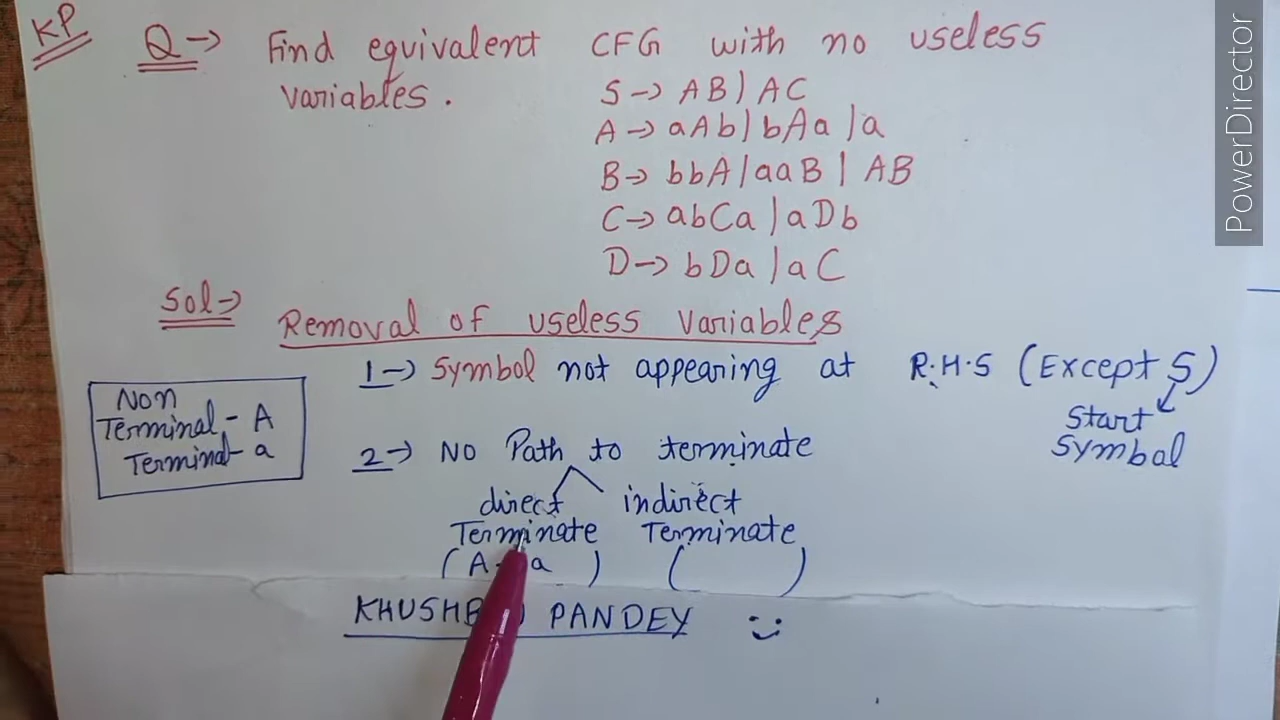 KP
Q→ Find equivalent CFG with no useless
variables.
S→ AB|AC
A→ aAb|bAa|a
B→ bbA|aaB|AB
C→ abCa|aDb
D→ bDa|aC
Sol→
Removal of useless variables
1→ Symbol not appearing at R.H.S (Except S)
Start
Symbal
Non
Terminal - A
Terminal - a
2→ No Path to terminate
direct indirect
Terminate Terminate
(A a) ( )
PANDEY
PowerDirector